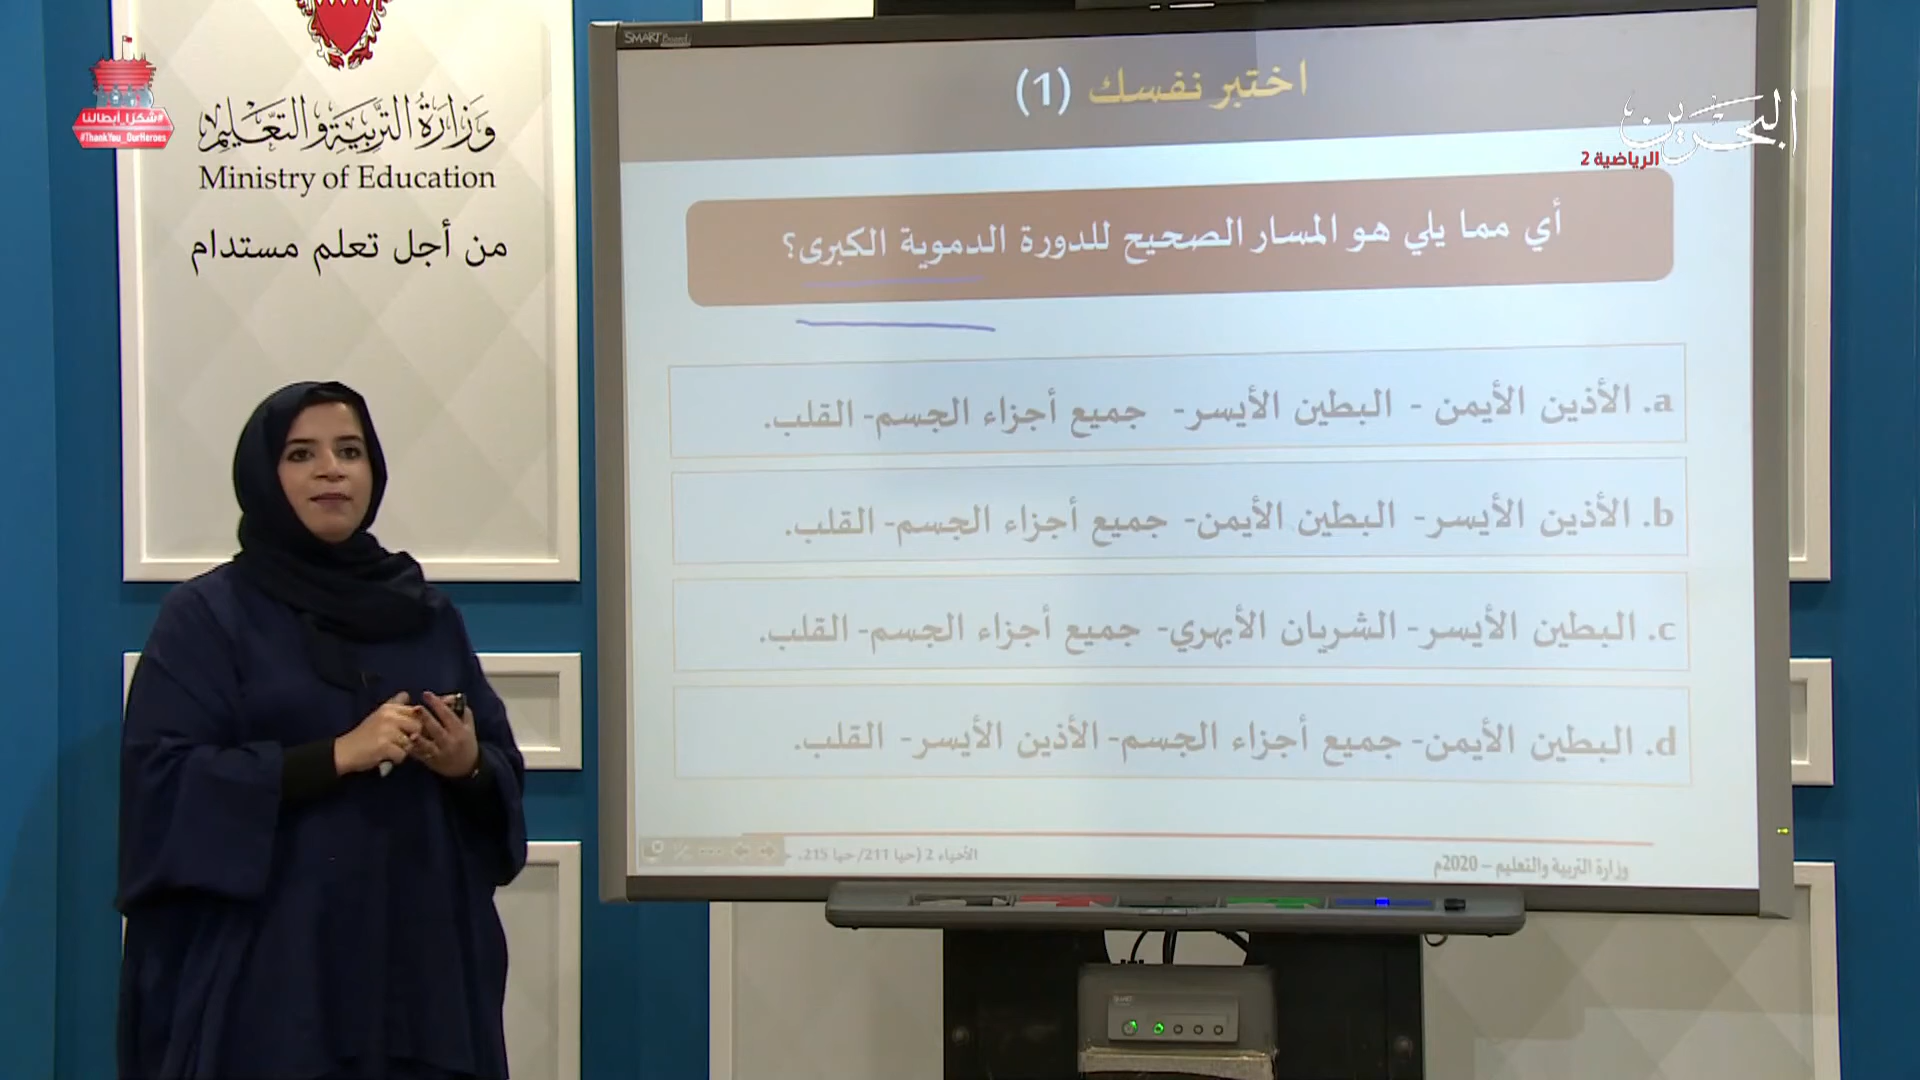 #شكرا_أبطالنا
#ThankYou_OurHeroes
وزارة التربية والتعليم
Ministry of Education
من أجل تعلم مستدام
SMART Board
اختبر نفسك (1)
البحرين
الرياضية 2
أي مما يلي هو المسار الصحيح للدورة الدموية الكبرى؟
a. الأذين الأيمن - البطين الأيسر- جميع أجزاء الجسم- القلب.
b. الأذين الأيسر- البطين الأيمن- جميع أجزاء الجسم- القلب.
c. البطين الأيسر- الشريان الأبهري- جميع أجزاء الجسم- القلب.
d. البطين الأيمن- جميع أجزاء الجسم- الأذين الأيسر- القلب.
وزارة التربية والتعليم – 2020م
الأحياء 2 (حيا 211/ حيا 215،